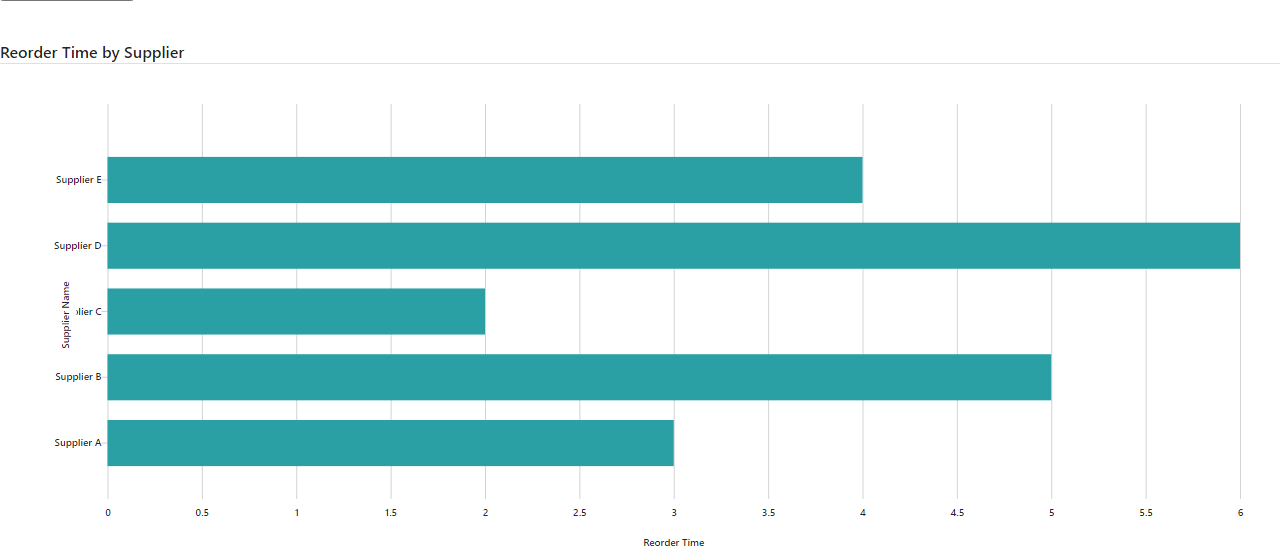 Reorder Time by Supplier
Supplier E
Supplier D
Supplier Name
C
Supplier B
Supplier A
0 0.5 1 1.5 2 2.5 3 3.5 4 4.5 5 5.5 6
Reorder Time